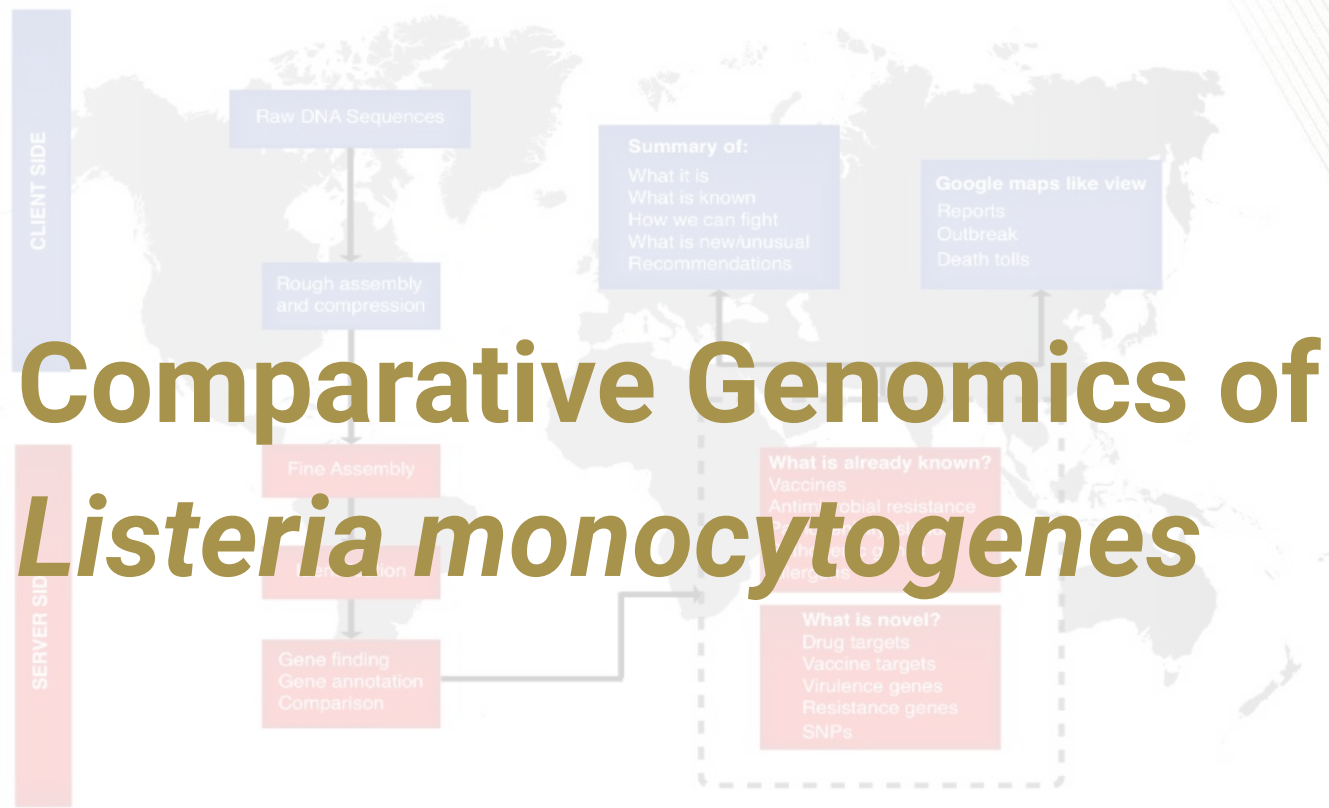 Comparative Genomics of
Listeria monocytogenes
CLIENT SIDE
Raw DNA Sequences
Rough assembly
and compression
Summary of:
What it is
What is known
How we can fight
What is new/unusual
Recommendations
Google maps like view
Reports
Outbreak
Death tolls
SERVER SIDE
Fine Assembly
Gene finding
Gene annotation
Comparison
What is already known?
Vaccines
Antimicrobial resistance
What is novel?
Drug targets
Vaccine targets
Virulence genes
Resistance genes
SNPs